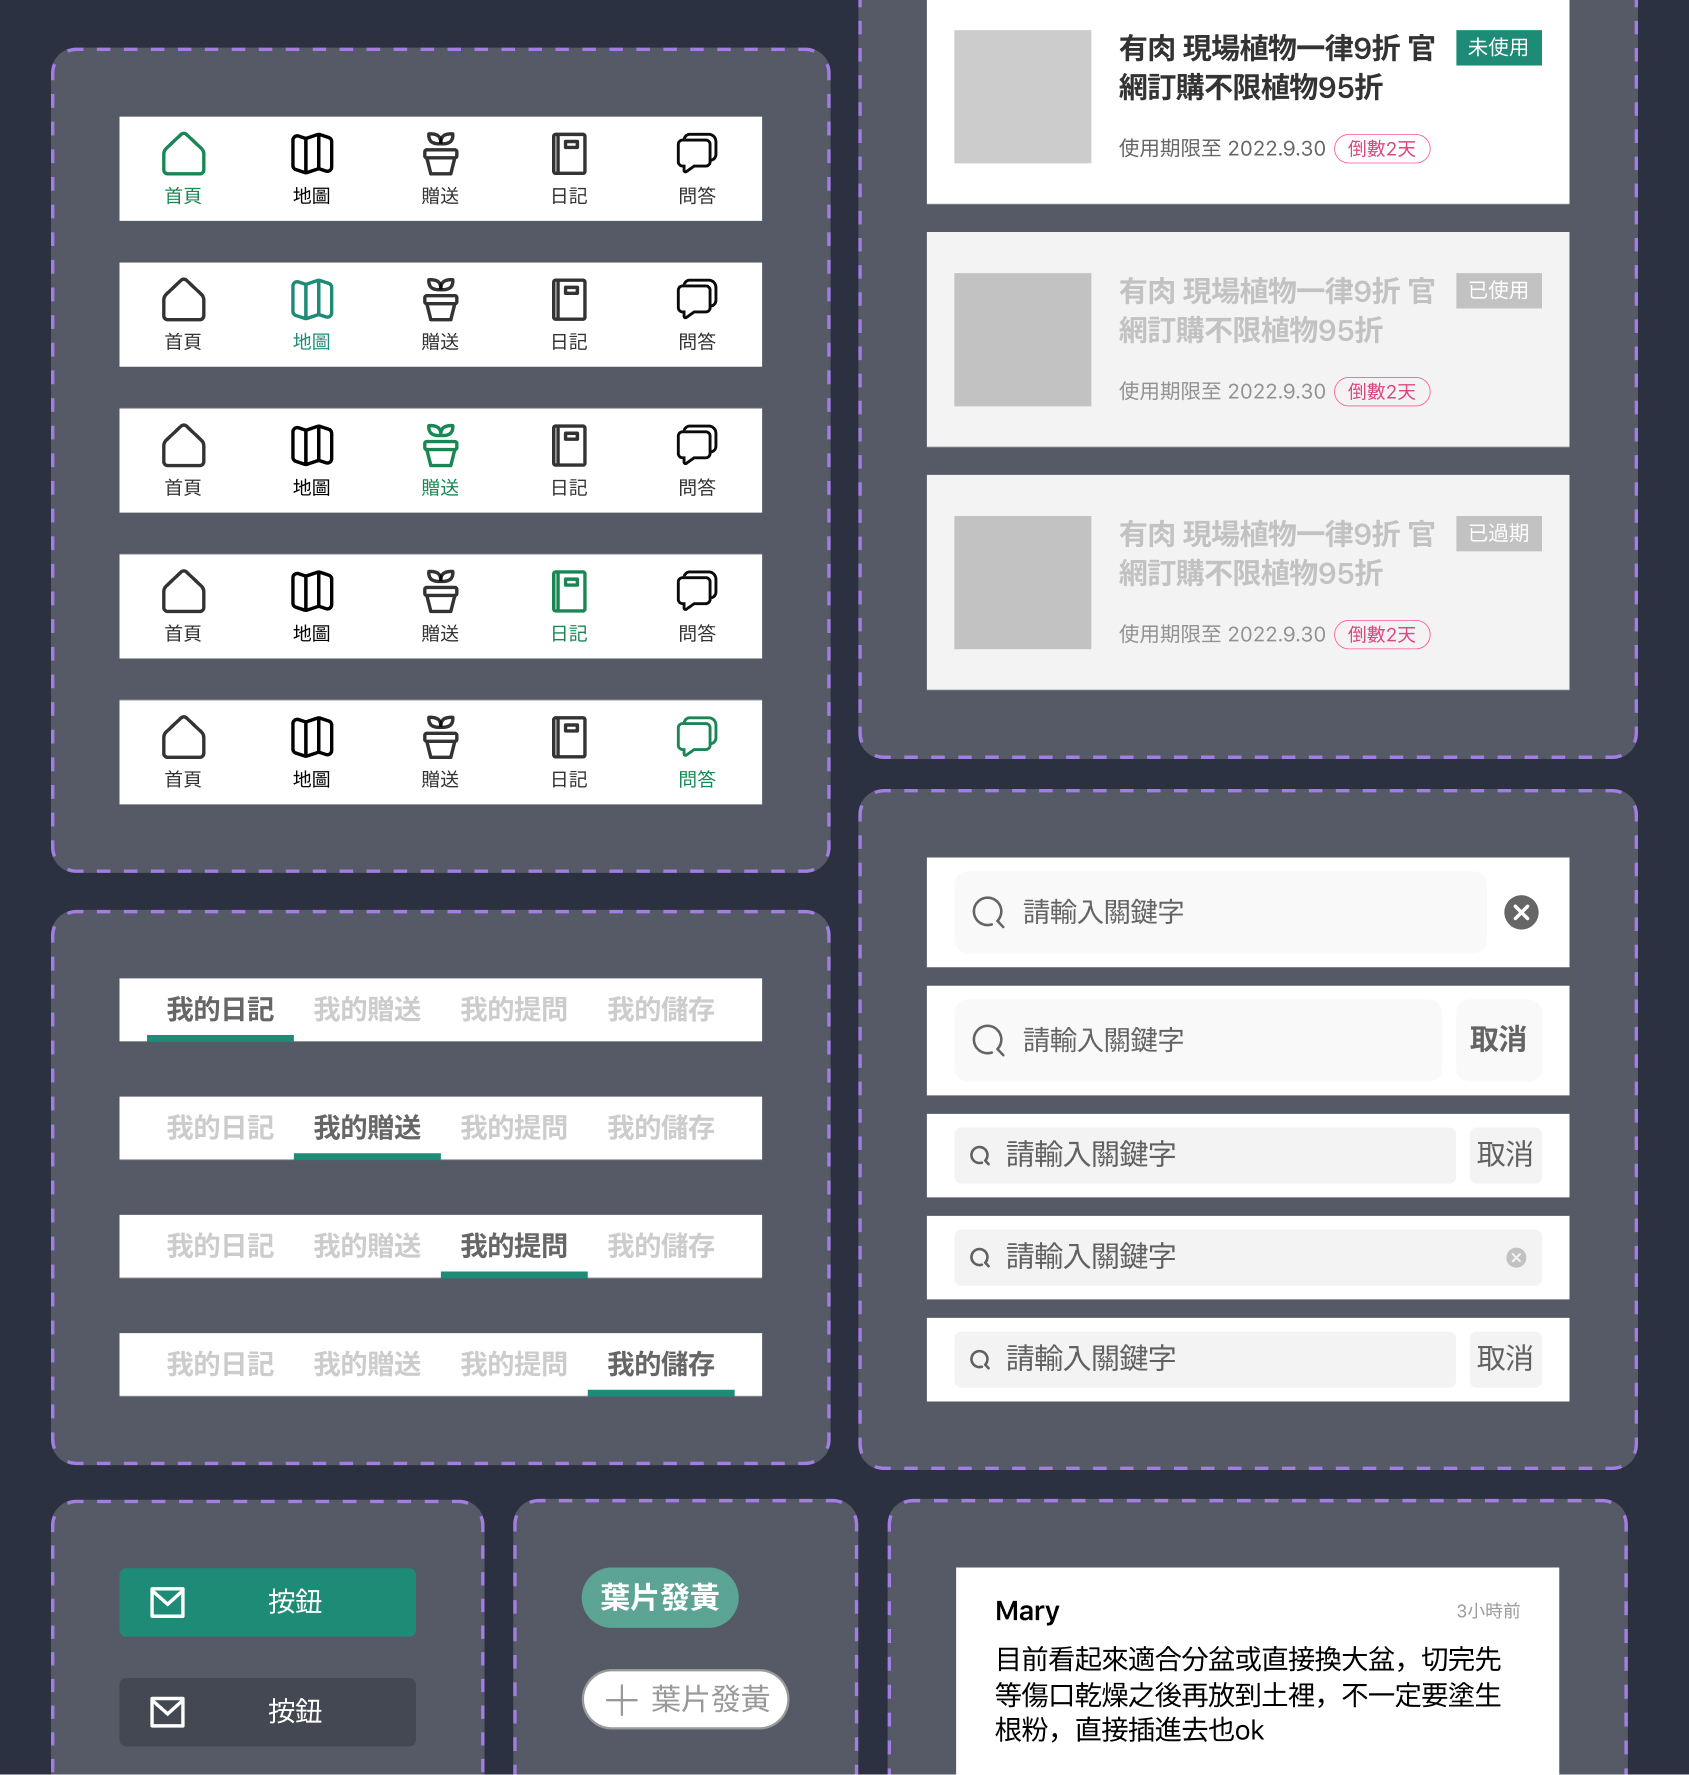 首頁 地圖 贈送 日記 問答
首頁 地圖 贈送 日記 問答
首頁 地圖 贈送 日記 問答
首頁 地圖 贈送 日記 問答
首頁 地圖 贈送 日記 問答
有肉 現場植物一律9折 官 未使用
網訂購不限植物95折
使用期限至 2022.9.30 倒數2天
有肉 現場植物一律9折 官 已使用
網訂購不限植物95折
使用期限至 2022.9.30 倒數2天
有肉 現場植物一律9折 官 已過期
網訂購不限植物95折
使用期限至 2022.9.30 倒數2天
我的日記 我的贈送 我的提問 我的儲存
我的日記 我的贈送 我的提問 我的儲存
我的日記 我的贈送 我的提問 我的儲存
我的日記 我的贈送 我的提問 我的儲存
請輸入關鍵字
請輸入關鍵字 取消
請輸入關鍵字 取消
請輸入關鍵字
請輸入關鍵字 取消
按鈕
按鈕
葉片發黃
葉片發黃
Mary 3小時前
目前看起來適合分盆或直接換大盆，切完先
等傷口乾燥之後再放到土裡，不一定要塗生
根粉，直接插進去也ok